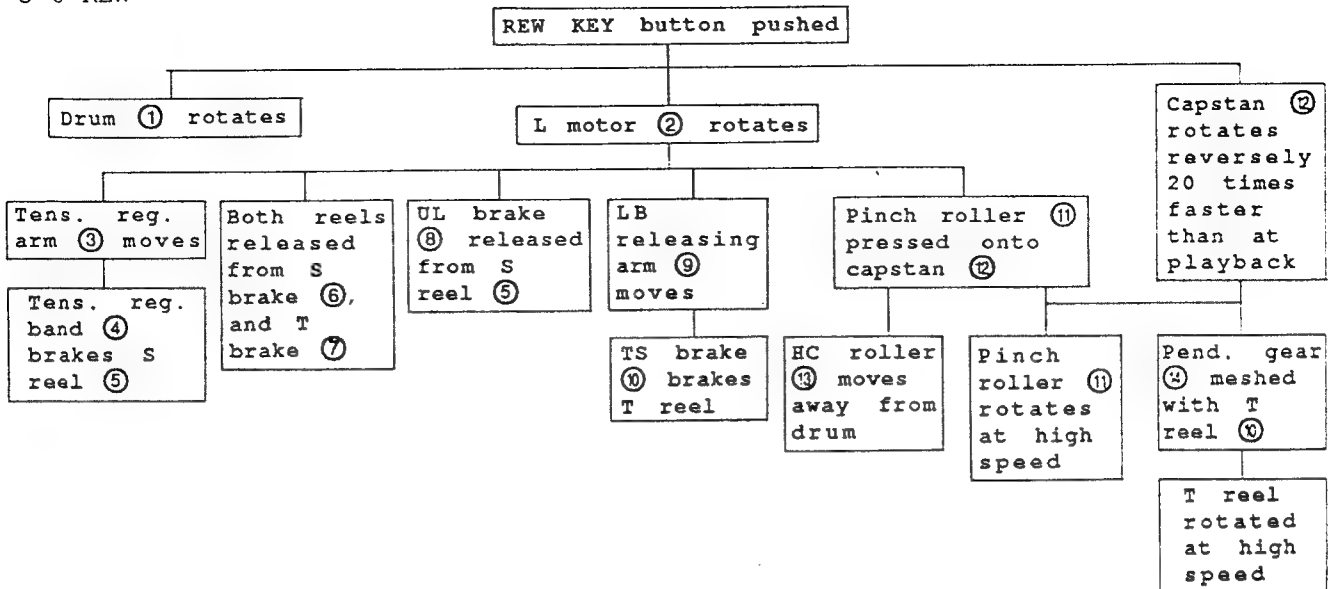 REW KEY button pushed
Drum ① rotates
L motor ② rotates
Capstan ⑫
rotates
reversely
20 times
faster
than at
playback
Tens. reg.
arm ③ moves
Both reels
released
from S
brake ⑥,
and T
brake ⑦
UL brake
⑧ released
from S
reel ⑤
LB
releasing
arm ⑨
moves
Pinch roller ⑪
pressed onto
capstan ⑫
Tens. reg.
band ④
brakes S
reel ⑤
TS brake
⑩ brakes
T reel
HC roller
⑬ moves
away from
drum
Pinch
roller ⑪
rotates
at high
speed
Pend. gear
⑭ meshed
with T
reel ⑩
T reel
rotated
at high
speed